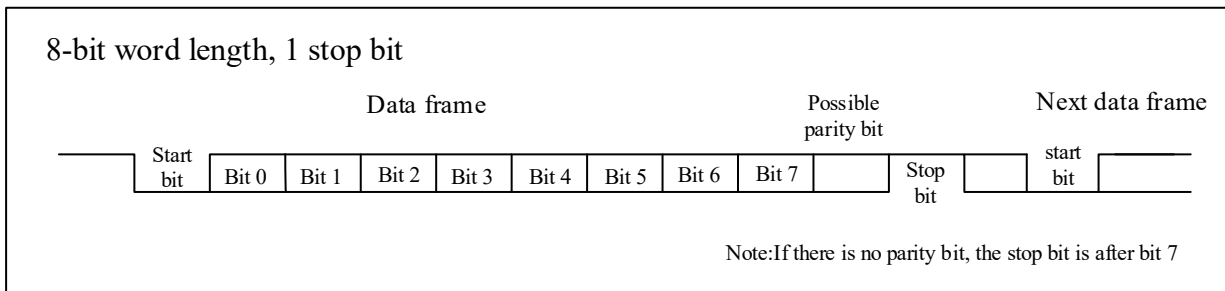 8-bit word length, 1 stop bit
Data frame
Possible
parity bit
Next data frame
Start
bit
Bit 0
Bit 1
Bit 2
Bit 3
Bit 4
Bit 5
Bit 6
Bit 7
Stop
bit
start
bit
Note:If there is no parity bit, the stop bit is after bit 7